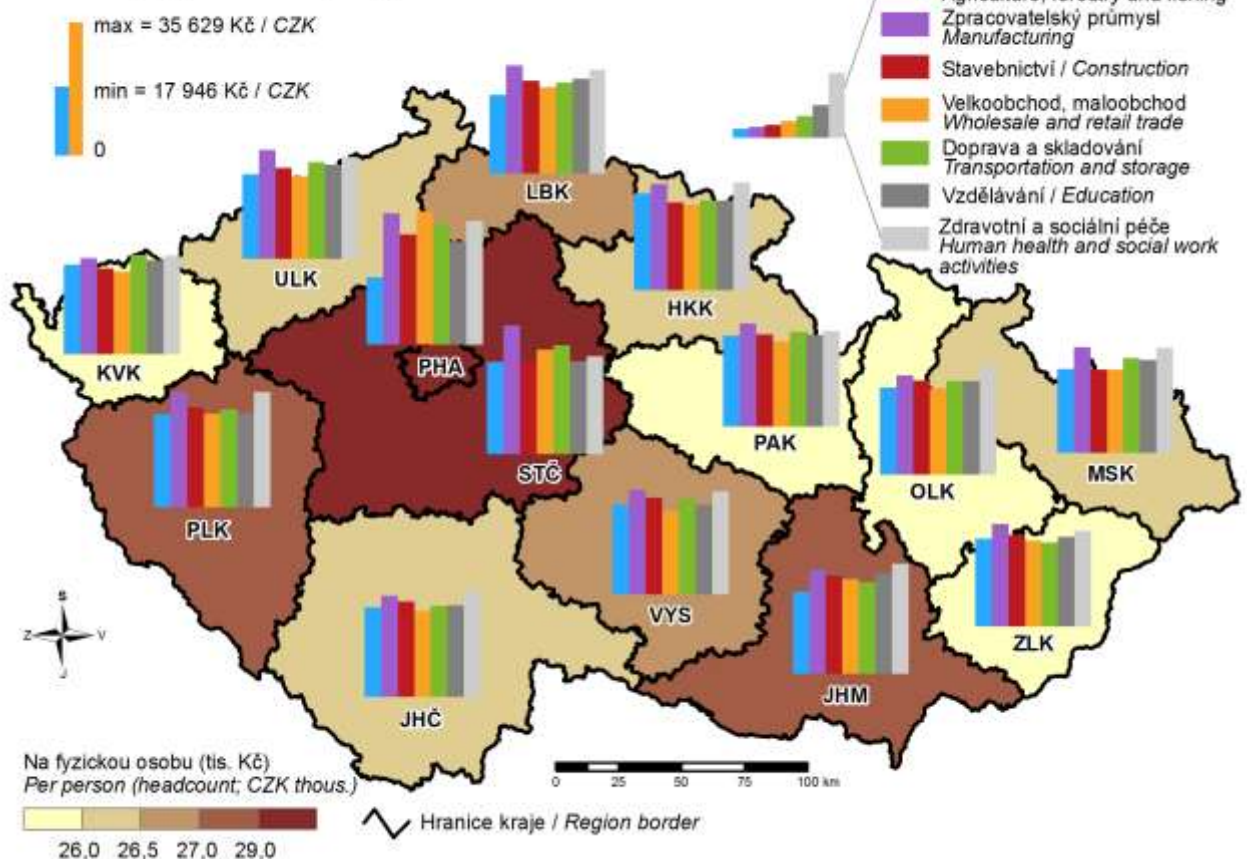 max = 35 629 Kč / CZK
min = 17 946 Kč / CZK
0
Agriculture, forestry and fishing
Zpracovatelský průmysl
Manufacturing
Stavebnictví / Construction
Velkoobchod, maloobchod
Wholesale and retail trade
Doprava a skladování
Transportation and storage
Vzdělávání / Education
Zdravotní a sociální péče
Human health and social work
activities
LBK
ULK
HKK
KVK
PHA
PAK
STČ
OLK
MSK
PLK
VYS
ZLK
JHM
JHČ
S
Z
V
J
Na fyzickou osobu (tis. Kč)
Per person (headcount; CZK thous.)
26,0 26,5 27,0 29,0
0 25 50 75 100 km
Hranice kraje / Region border